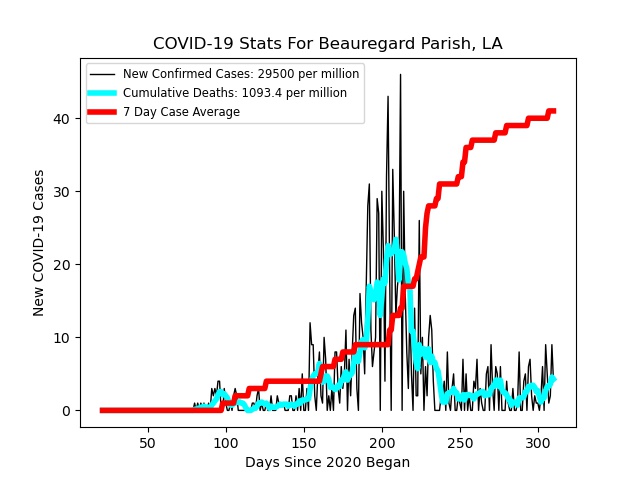 COVID-19 Stats For Beauregard Parish, LA
New Confirmed Cases: 29500 per million
Cumulative Deaths: 1093.4 per million
7 Day Case Average
New COVID-19 Cases
40
30
20
10
0
50 100 150 200 250 300
Days Since 2020 Began